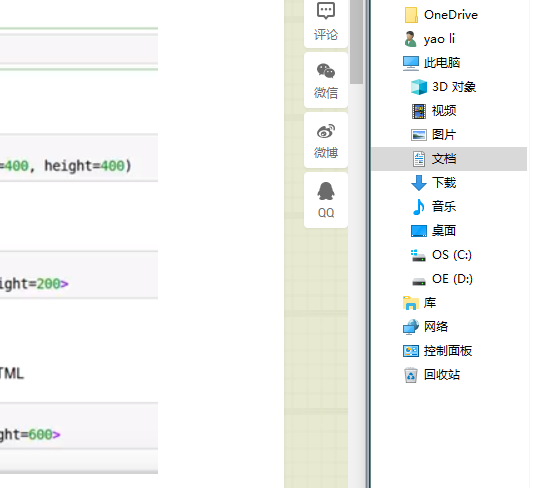 =400, height=400)
ight=200>
TML
ght=600>
评论
微信
微博
QQ
OneDrive
yao li
此电脑
3D 对象
视频
图片
文档
下载
音乐
桌面
OS (C:)
OE (D:)
库
网络
控制面板
回收站